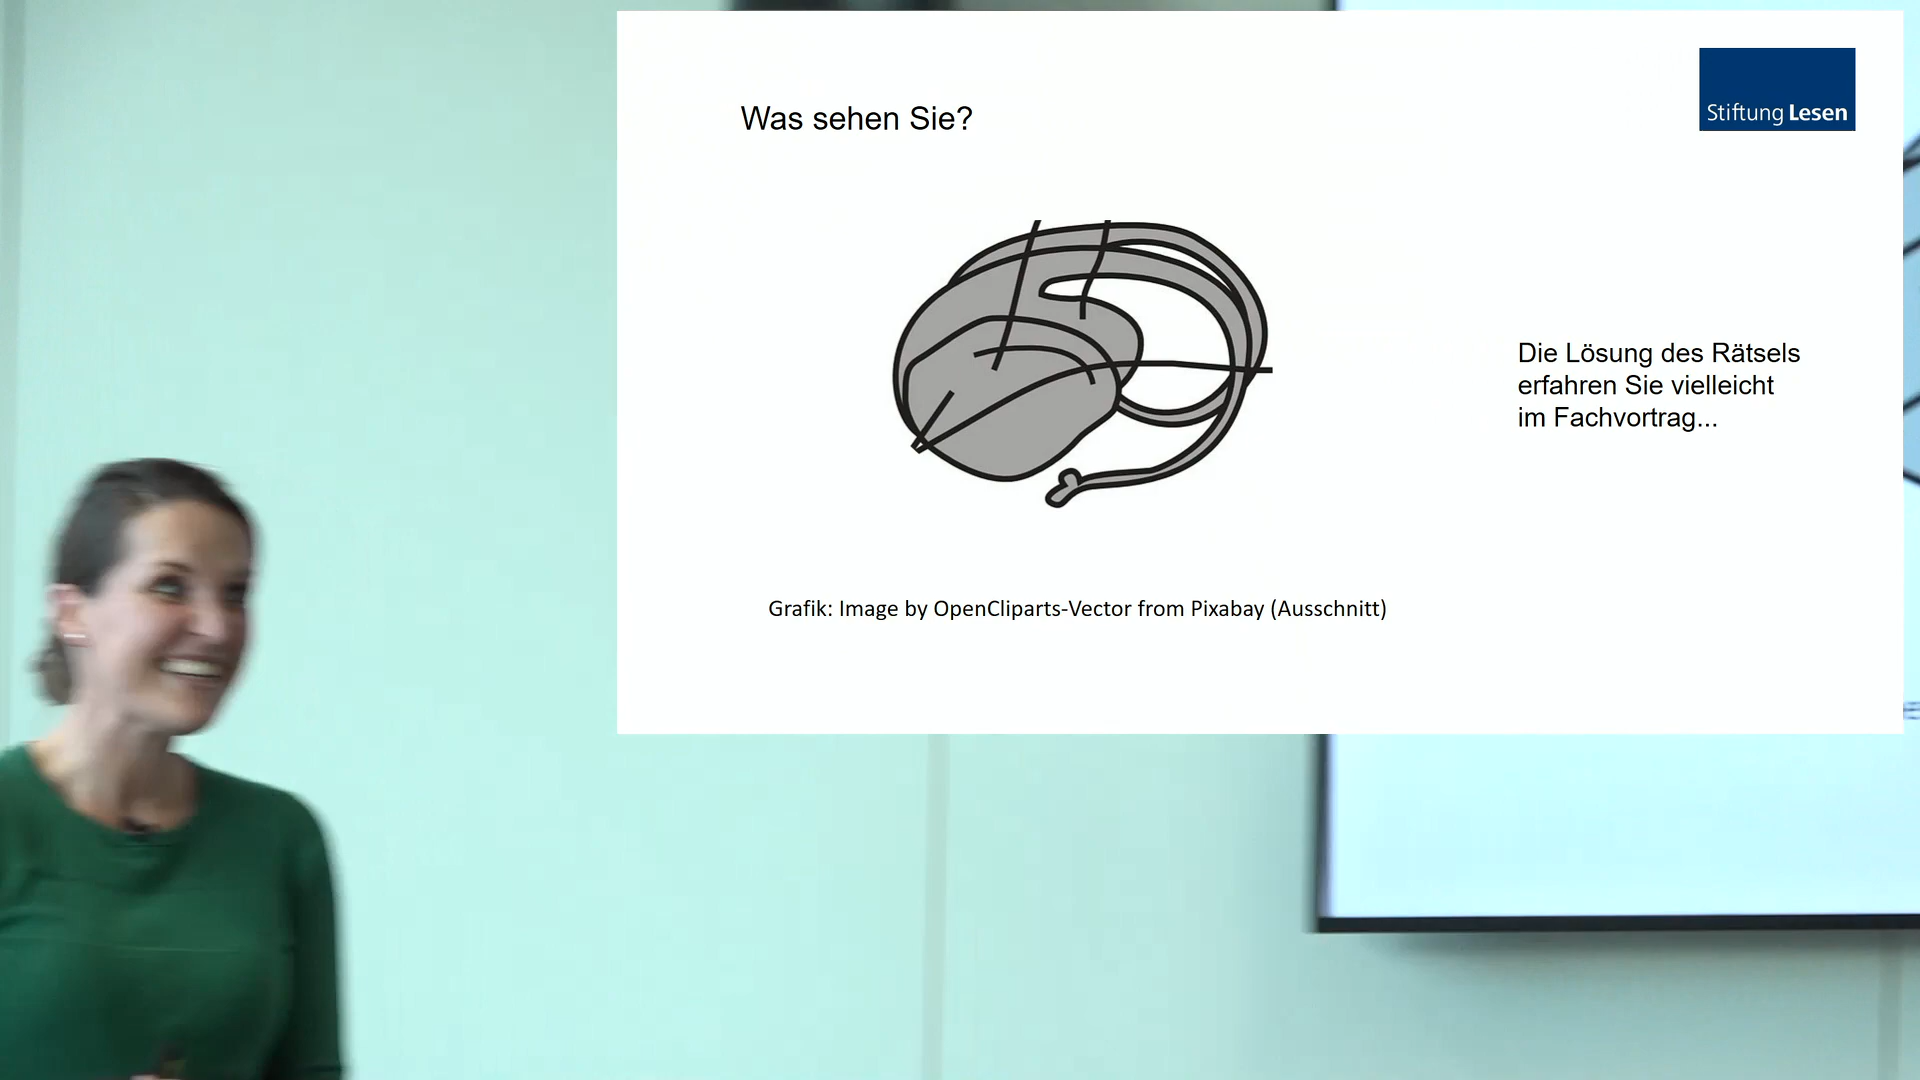 Was sehen Sie?
Stiftung Lesen
Die Lösung des Rätsels
erfahren Sie vielleicht
im Fachvortrag...
Grafik: Image by OpenCliparts-Vector from Pixabay (Ausschnitt)